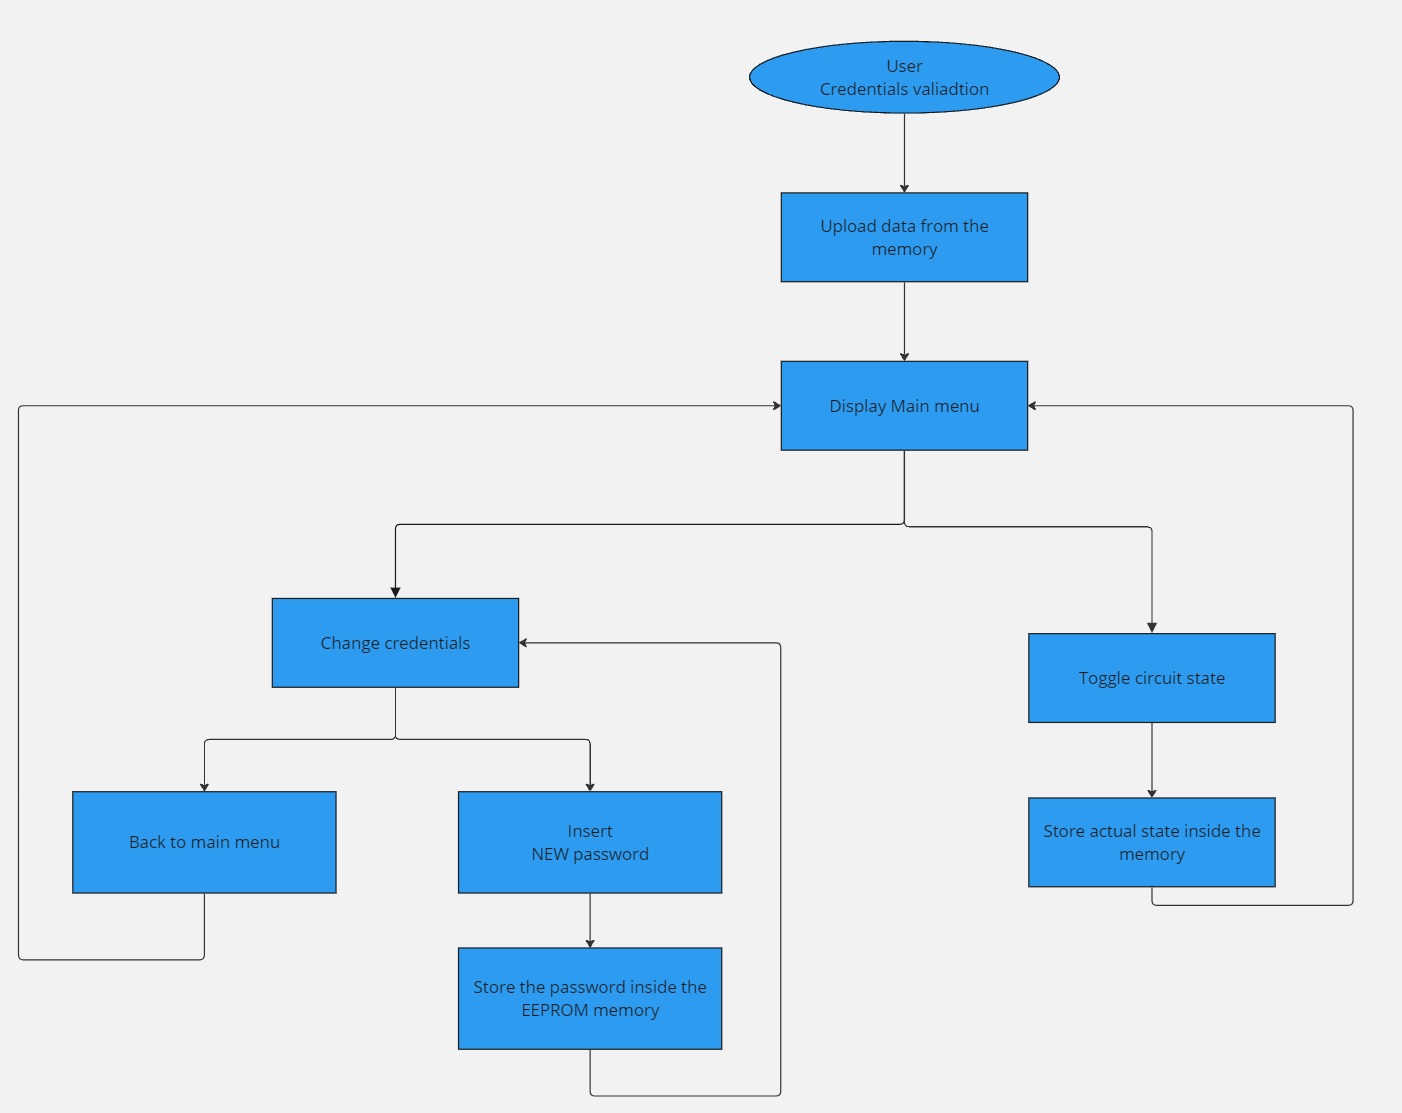 User
Credentials valiadtion
Upload data from the
memory
Display Main menu
Change credentials
Toggle circuit state
Back to main menu
Insert
NEW password
Store actual state inside the
memory
Store the password inside the
EEPROM memory